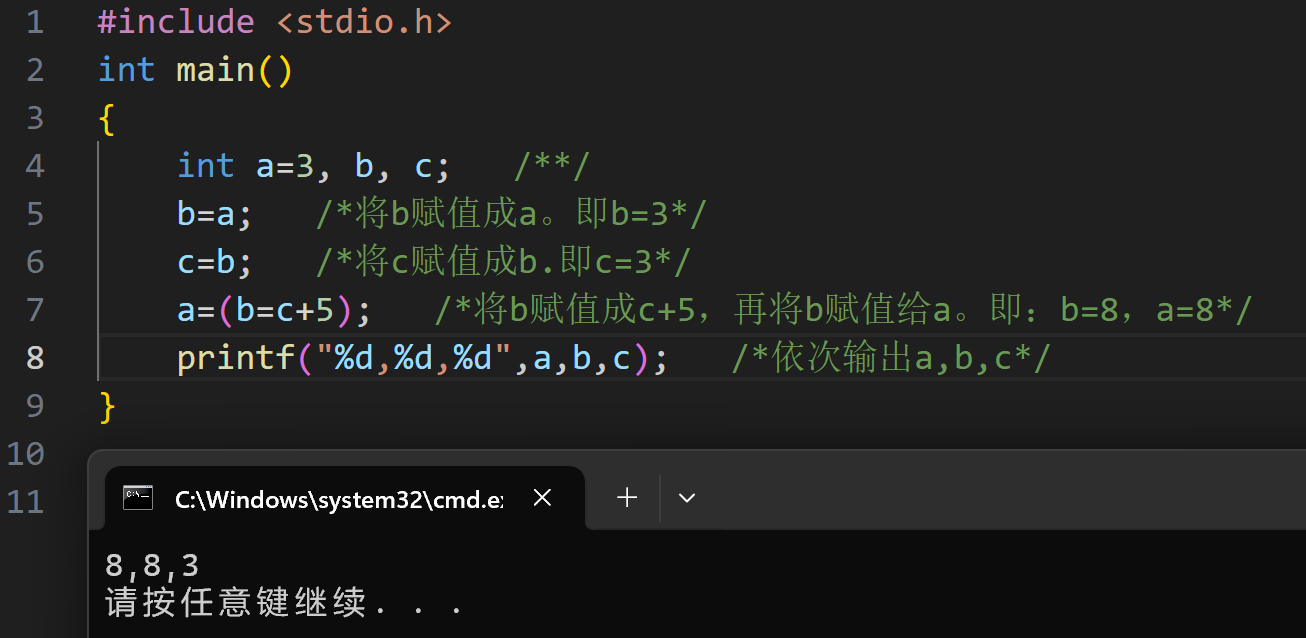 1 #include <stdio.h>
2 int main()
3 {
4 int a=3, b, c; /**/
5 b=a; /*将b赋值成a。即b=3*/
6 c=b; /*将c赋值成b.即c=3*/
7 a=(b=c+5); /*将b赋值成c+5，再将b赋值给a。即：b=8，a=8*/
8 printf("%d,%d,%d",a,b,c); /*依次输出a,b,c*/
9 }
10
11
C:\Windows\system32\cmd.e
8,8,3
请按任意键继续. . .